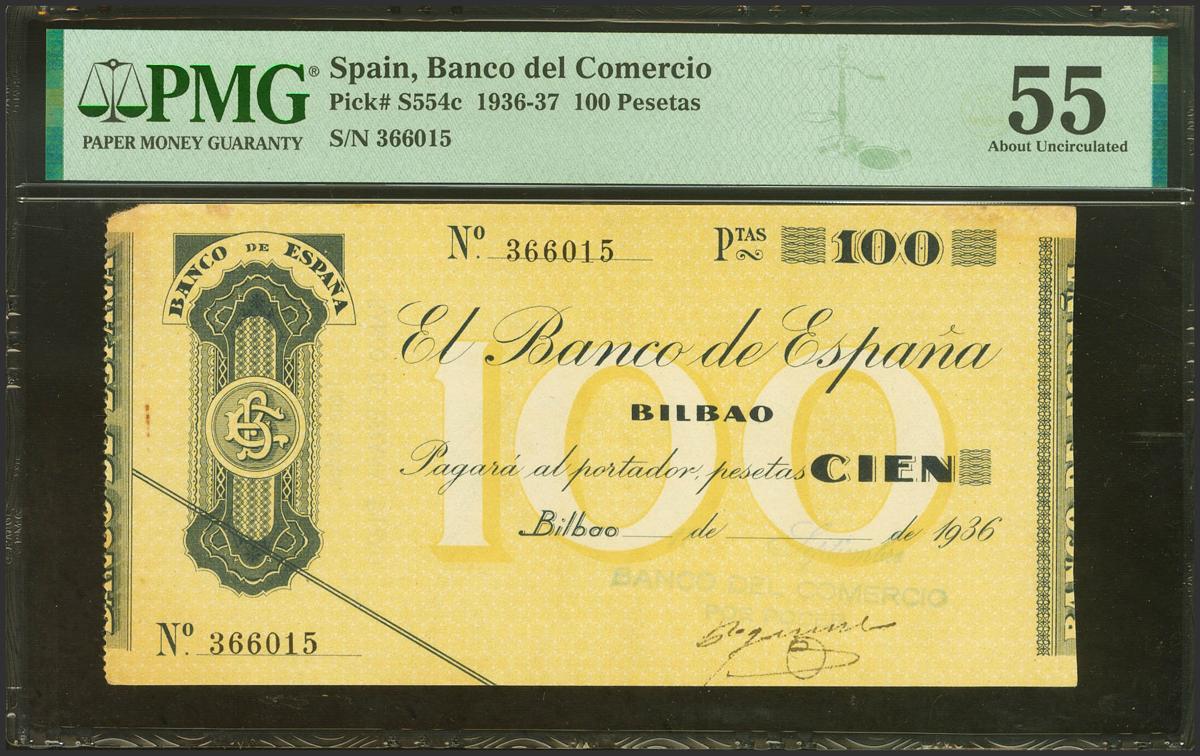 PMG®
PAPER MONEY GUARANTY
Spain, Banco del Comercio
Pick# S554c 1936-37 100 Pesetas
S/N 366015
55
About Uncirculated
BANCO DE ESPAÑA
Nº. 366015
PTAS 100
El Banco de España
BILBAO
Pagará al portador, pesetas CIEN
Bilbao de de 1936
BANCO DEL COMERCIO
Nº. 366015